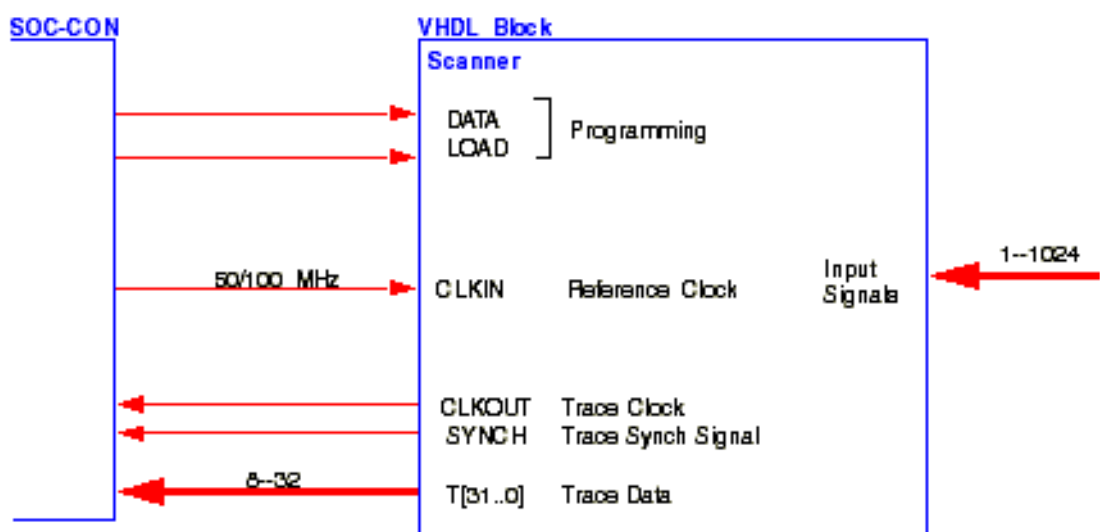 SOC-CON
VHDL Block
Scanner
DATA
LOAD
Programming
50/100 MHz
CLKIN Reference Clock
Input
Signals
1--1024
CLKOUT Trace Clock
SYNCH Trace Synch Signal
8--32
T[31..0] Trace Data